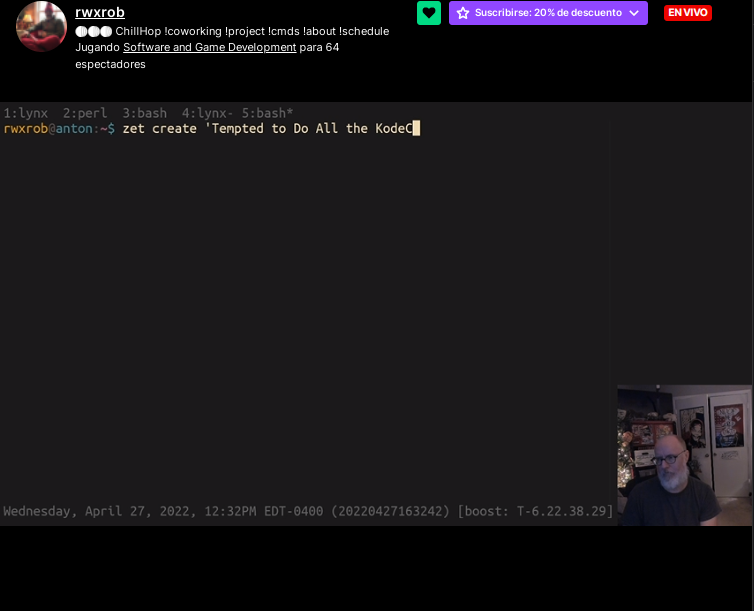 rwxrob
Suscribirse: 20% de descuento
EN VIVO
ChillHop !coworking !project !cmds !about !schedule
Jugando Software and Game Development para 64
espectadores
1:lynx  2:perl  3:bash  4:lynx- 5:bash*
rwxrob@anton:~$ zet create 'Tempted to Do All the KodeC
Wednesday, April 27, 2022, 12:32PM EDT-0400 (20220427163242) [boost: T-6.22.38.29]